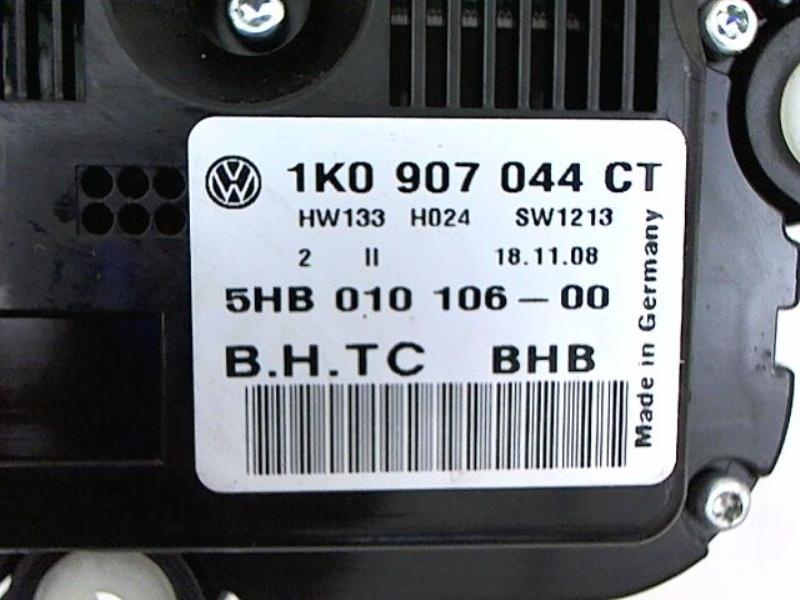 1K0 907 044 CT
HW133 H024 SW1213
2 II 18.11.08
5HB 010 106-00
B.H.TC BHB
Made in Germany